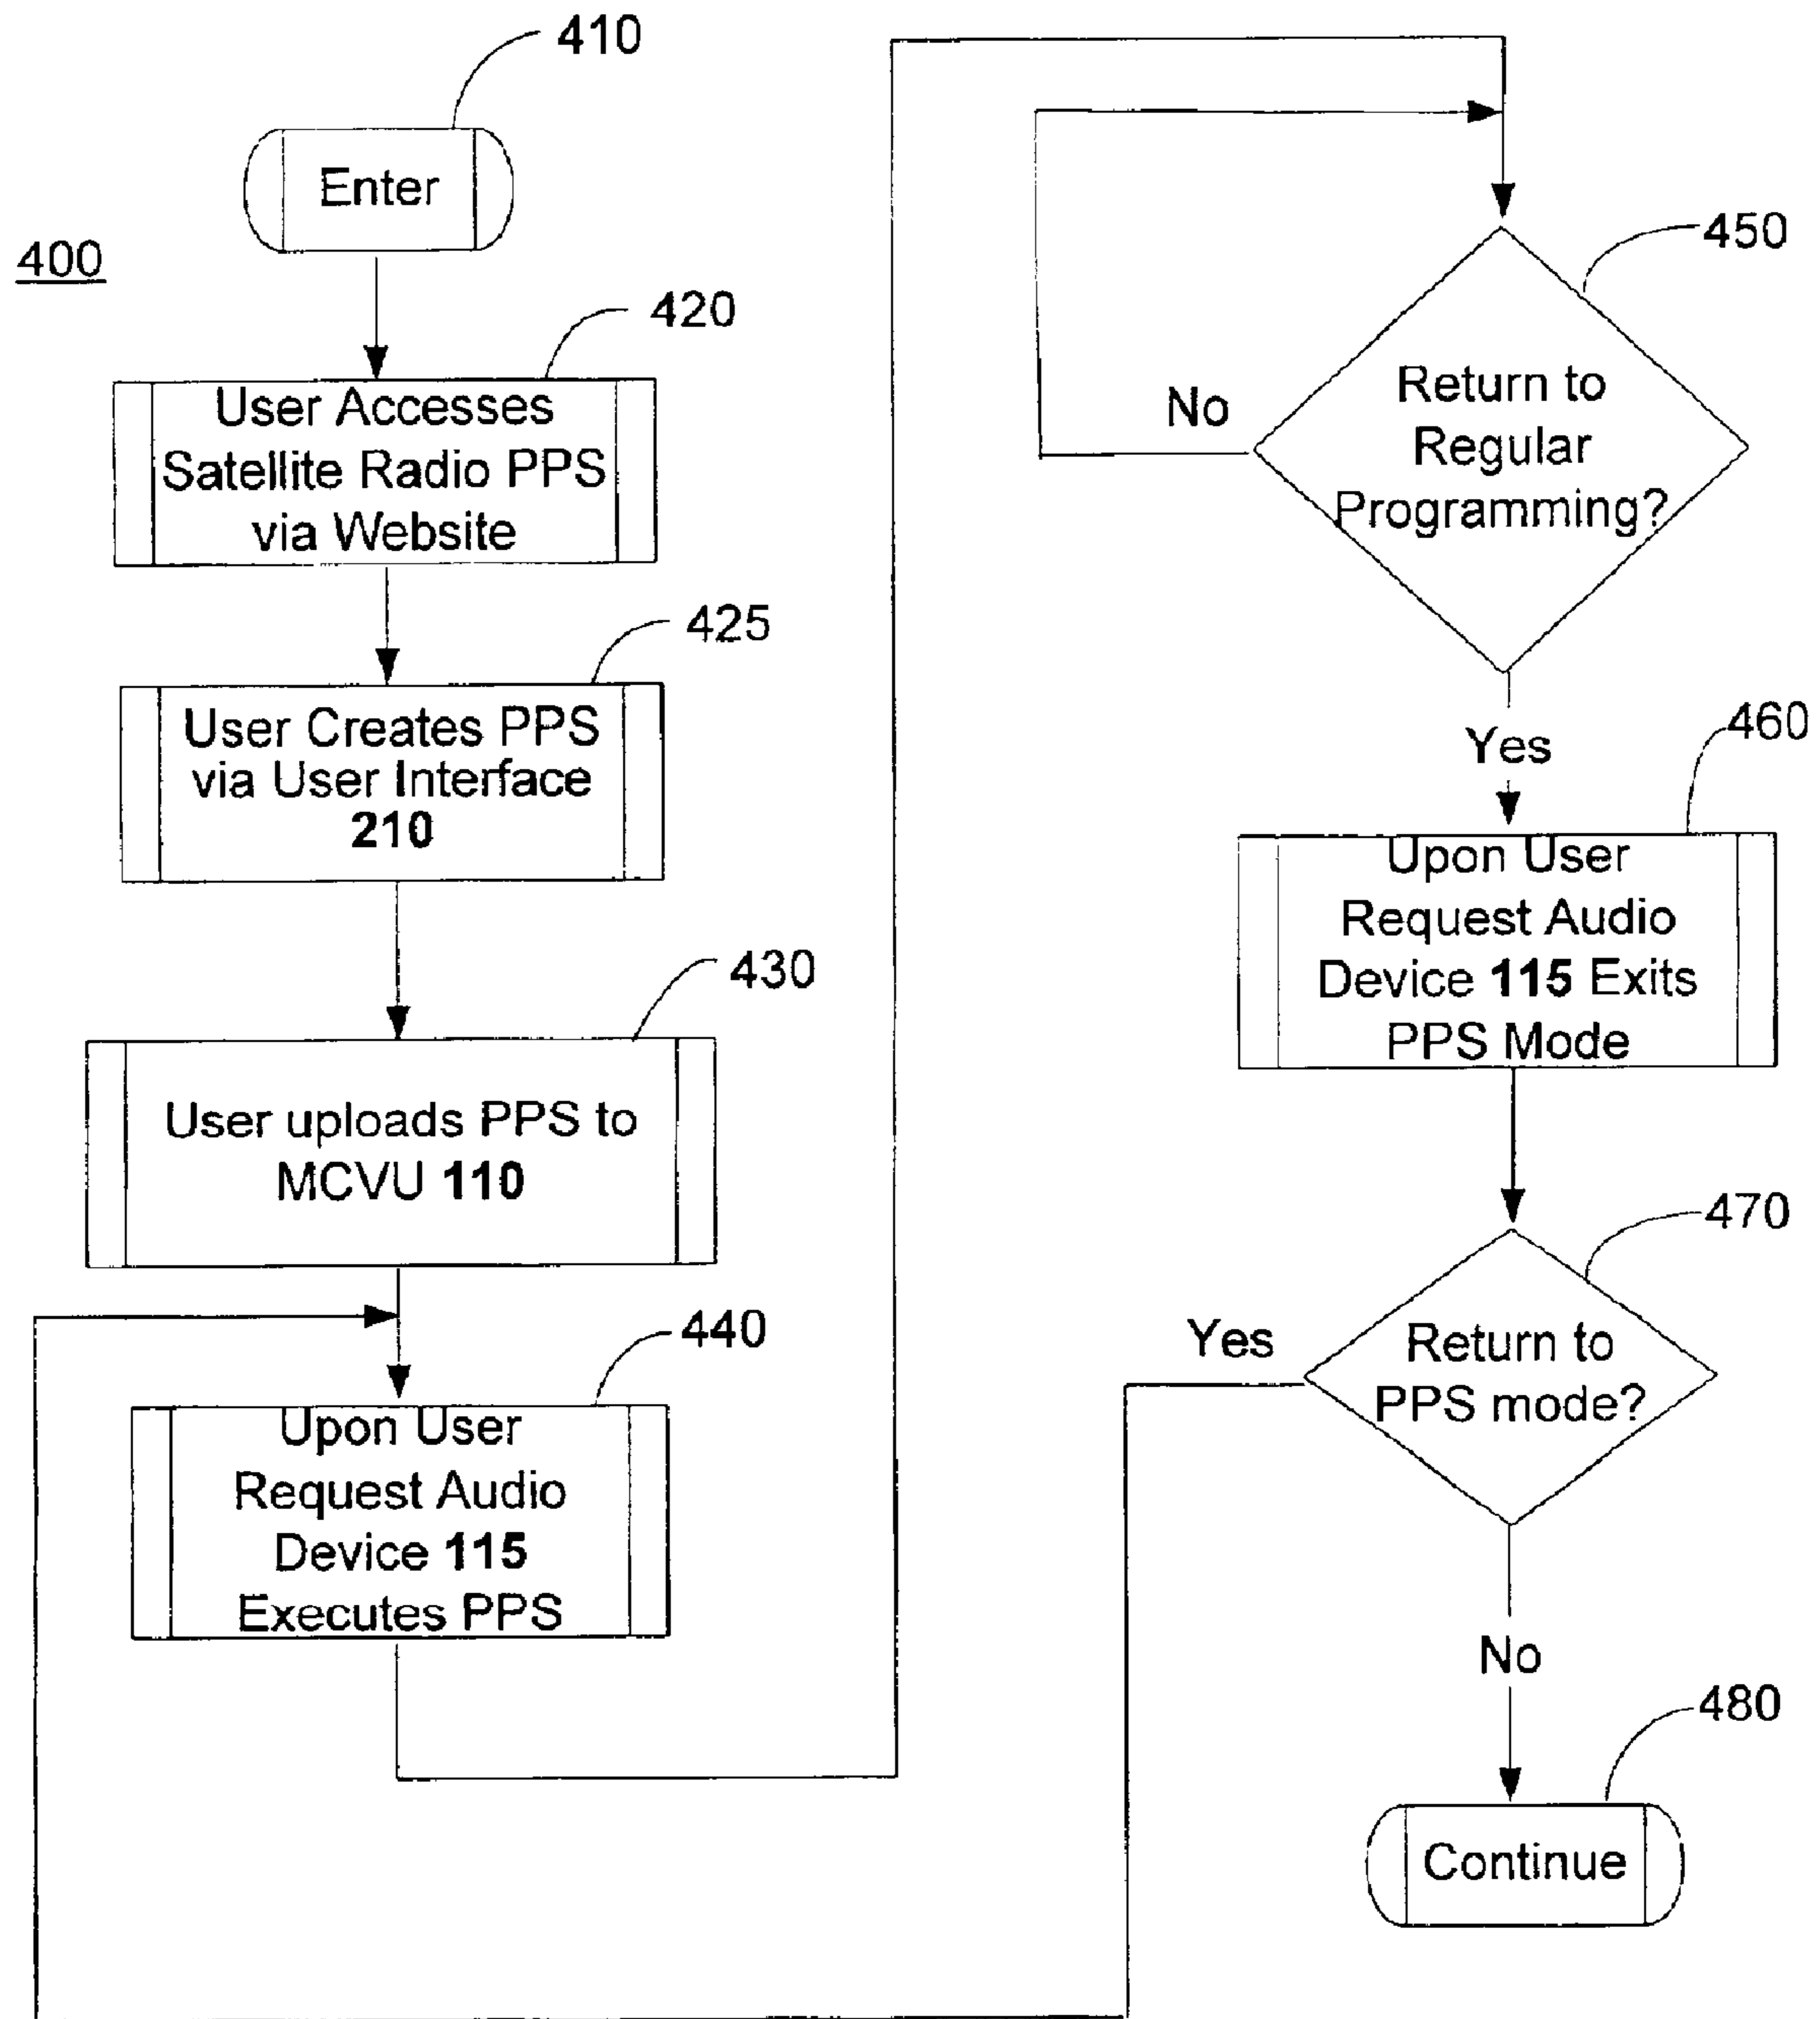 400
410
Enter
420
User Accesses
Satellite Radio PPS
via Website
425
User Creates PPS
via User Interface
210
430
User uploads PPS to
MCVU 110
440
Upon User
Request Audio
Device 115
Executes PPS
450
Return to
Regular
Programming?
No
Yes
460
Upon User
Request Audio
Device 115 Exits
PPS Mode
470
Return to
PPS mode?
Yes
No
480
Continue